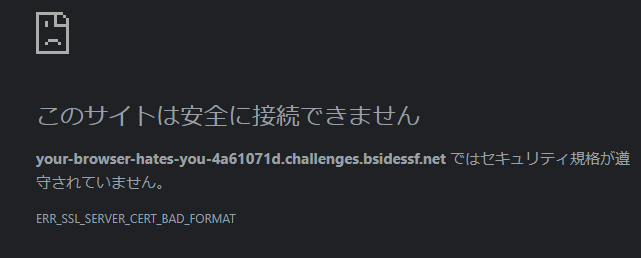 このサイトは安全に接続できません
your-browser-hates-you-4a61071d.challenges.bsidessf.net ではセキュリティ規格が遵
守されていません。
ERR_SSL_SERVER_CERT_BAD_FORMAT